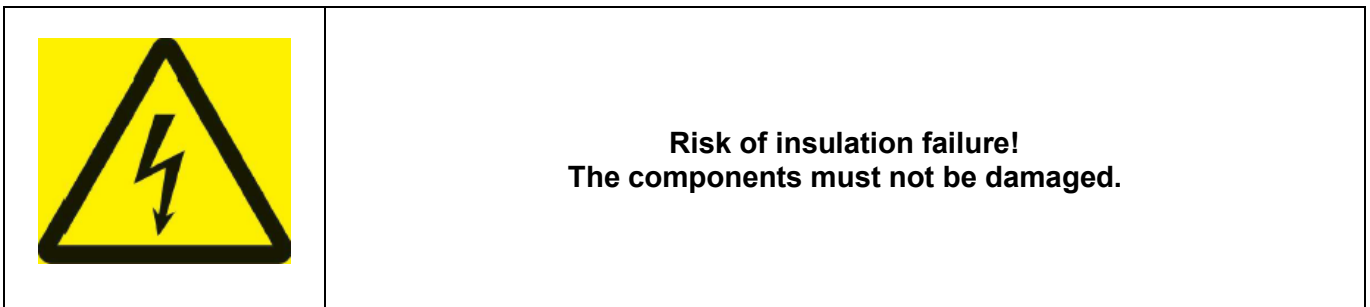 Risk of insulation failure!
The components must not be damaged.